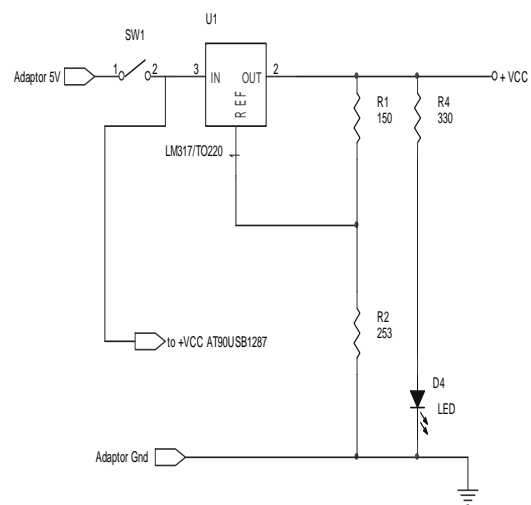 U1
SW1
Adaptor 5V
1
2
3
IN
OUT
2
REF
+ VCC
R1
150
R4
330
LM317/TO220
R2
253
to +VCC AT90USB1287
D4
LED
Adaptor Gnd